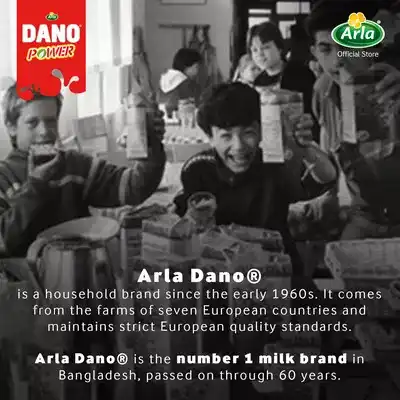 DANO®
POWER
Arla
Official Store
Arla Dano®
is a household brand since the early 1960s. It comes
from the farms of seven European countries and
maintains strict European quality standards.
Arla Dano® is the number 1 milk brand in
Bangladesh, passed on through 60 years.